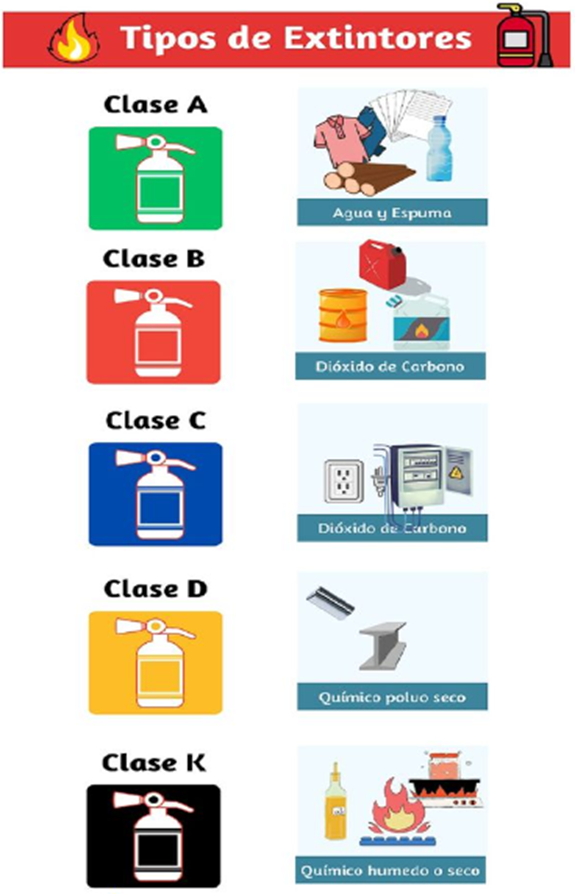 Tipos de Extintores
Clase A
Agua y Espuma
Clase B
Dióxido de Carbono
Clase C
Dióxido de Carbono
Clase D
Químico poluo seco
Clase K
Químico humedo o seco